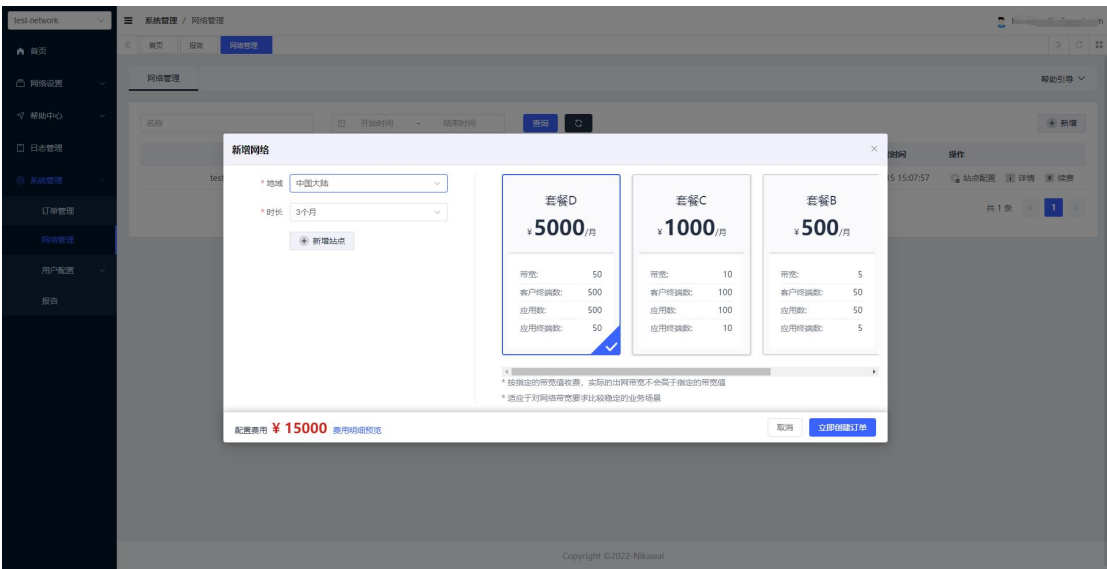 test-network
系统管理 / 网络管理
首页
报告
网络管理
首页
网络设置
帮助中心
日志管理
系统管理
订单管理
网络管理
用户配置
报告
网络管理
帮助引导
名称
开始时间 - 结束时间
查询
新增
操作
test
15 15:07:57
站点配置 详情 续费
共 1 条
1
新增网络
* 地域 中国大陆
* 时长 3个月
新增站点
套餐D
¥ 5000/月
带宽: 50
客户终端数: 500
应用数: 500
应用终端数: 50
套餐C
¥ 1000/月
带宽: 10
客户终端数: 100
应用数: 100
应用终端数: 10
套餐B
¥ 500/月
带宽: 5
客户终端数: 50
应用数: 50
应用终端数: 5
* 按指定的带宽值收费，实际的出网带宽不会高于指定的带宽值
* 适应于对网络带宽要求比较稳定的业务场景
配置费用 ¥ 15000 费用明细预览
取消
立即创建订单
Copyright ©2022-Nikawal